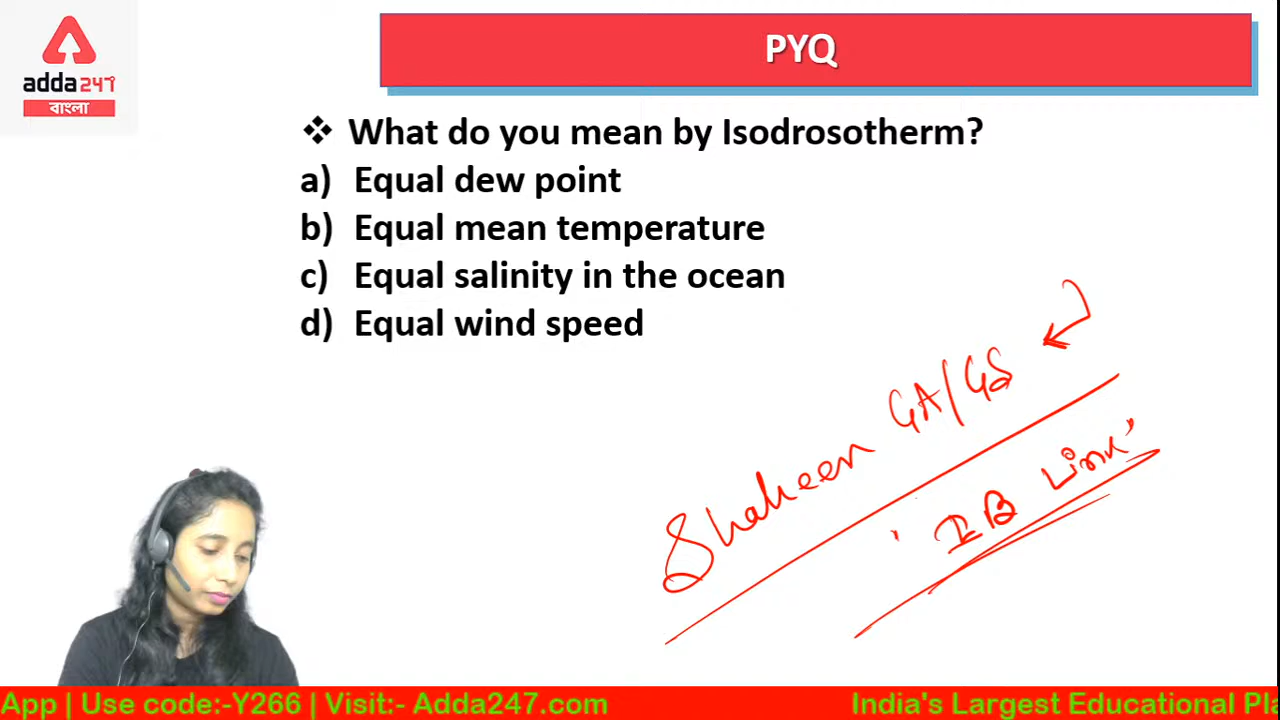 adda247
বাংলা
PYQ
❖ What do you mean by Isodrosotherm?
a) Equal dew point
b) Equal mean temperature
c) Equal salinity in the ocean
d) Equal wind speed
Shaheen GA/GS
' IB Link '
App | Use code:-Y266 | Visit:- Adda247.com India's Largest Educational Pla